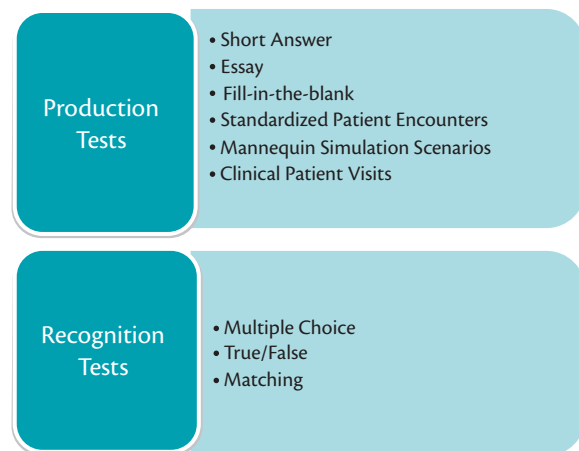 Production
Tests
• Short Answer
• Essay
• Fill-in-the-blank
• Standardized Patient Encounters
• Mannequin Simulation Scenarios
• Clinical Patient Visits
Recognition
Tests
• Multiple Choice
• True/False
• Matching